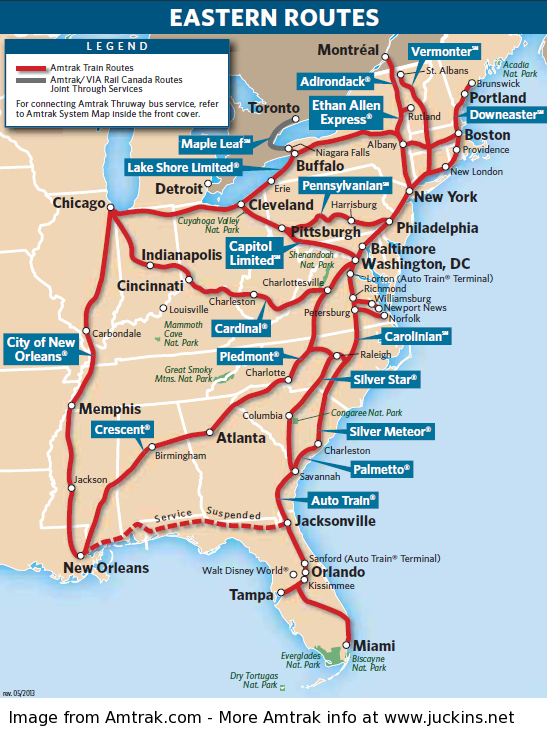 EASTERN ROUTES
LEGEND
Amtrak Train Routes
Amtrak/VIA Rail Canada Routes
Joint Through Services
For connecting Amtrak Thruway bus service, refer
to Amtrak System Map inside the front cover.
Montréal
Vermonter℠
St. Albans
Acadia
Nat. Park
Adirondack®
Brunswick
Portland
Toronto
Ethan Allen
Express®
Rutland
Downeaster℠
Maple Leaf℠
Albany
Boston
Niagara Falls
Providence
Lake Shore Limited®
Buffalo
New London
Detroit
Erie
Pennsylvanian℠
Chicago
Cleveland
Harrisburg
New York
Cuyahoga Valley
Nat. Park
Pittsburgh
Philadelphia
Indianapolis
Capitol
Limited℠
Baltimore
Shenandoah
Nat. Park
Washington, DC
Cincinnati
Charlottesville
Lorton (Auto Train® Terminal)
Richmond
Charleston
Williamsburg
Louisville
Petersburg
Newport News
Norfolk
Mammoth
Cave
Nat. Park
Cardinal®
Carbondale
Carolinian℠
City of New
Orleans®
Piedmont®
Raleigh
Great Smoky
Mtns. Nat. Park
Charlotte
Silver Star®
Memphis
Columbia
Congaree Nat. Park
Crescent®
Atlanta
Silver Meteor®
Birmingham
Charleston
Palmetto®
Jackson
Savannah
Auto Train®
Service Suspended
Jacksonville
New Orleans
Sanford (Auto Train® Terminal)
Walt Disney World®
Orlando
Kissimmee
Tampa
Miami
Everglades
Nat. Park
Biscayne
Nat. Park
Dry Tortugas
Nat. Park
rev. 05/2013
Image from Amtrak.com - More Amtrak info at www.juckins.net